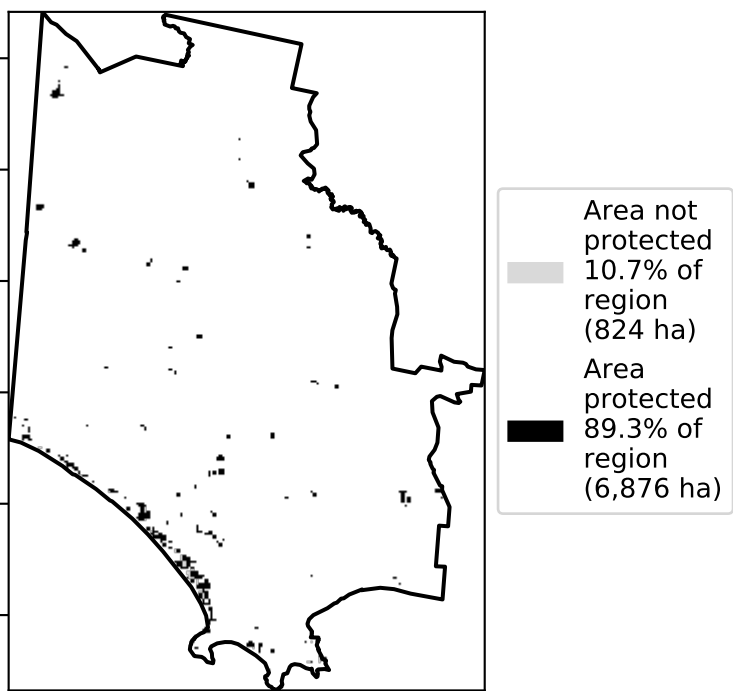 Area not
protected
10.7% of
region
(824 ha)
Area
protected
89.3% of
region
(6,876 ha)